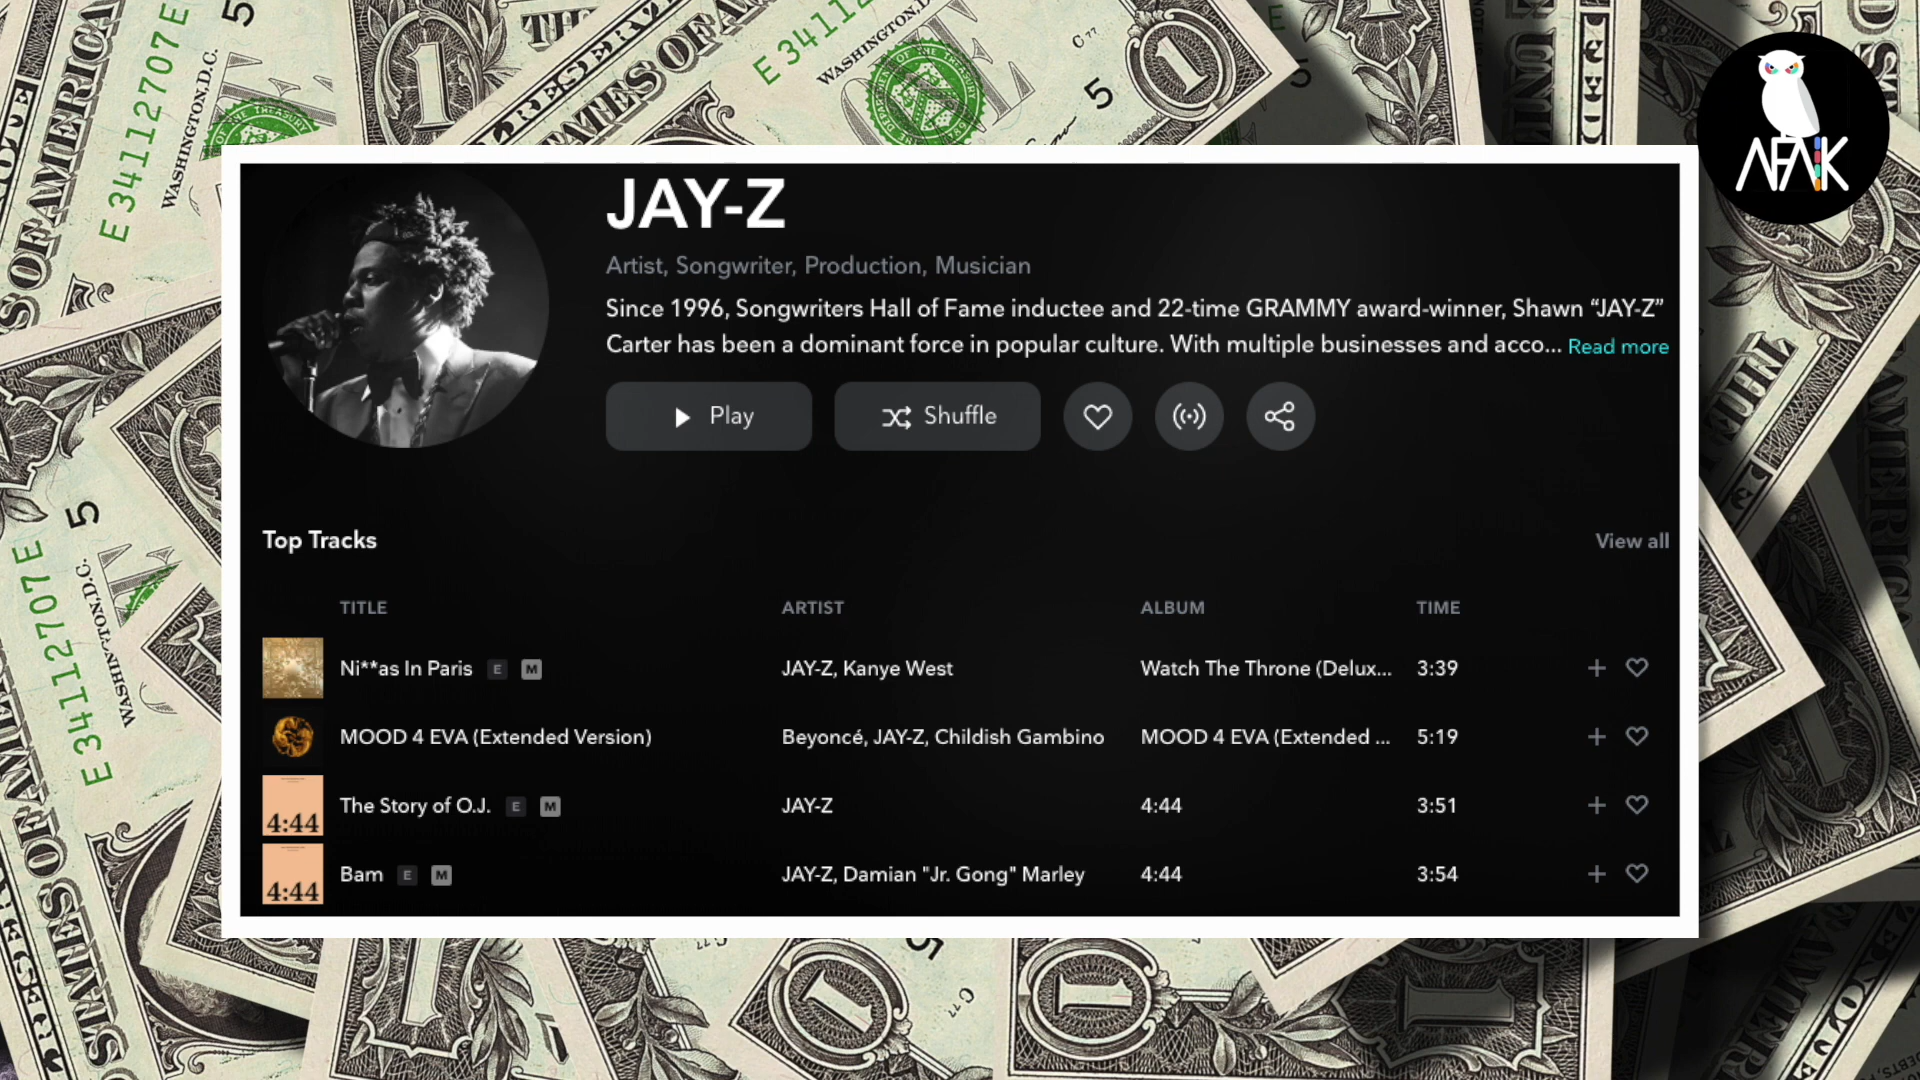 AFAIK
JAY-Z
Artist, Songwriter, Production, Musician
Since 1996, Songwriters Hall of Fame inductee and 22-time GRAMMY award-winner, Shawn “JAY-Z”
Carter has been a dominant force in popular culture. With multiple businesses and acco... Read more
Play Shuffle
Top Tracks View all
TITLE ARTIST ALBUM TIME
Ni**as In Paris E M JAY-Z, Kanye West Watch The Throne (Delux... 3:39
MOOD 4 EVA (Extended Version) Beyoncé, JAY-Z, Childish Gambino MOOD 4 EVA (Extended ... 5:19
4:44 The Story of O.J. E M JAY-Z 4:44 3:51
4:44 Bam E M JAY-Z, Damian "Jr. Gong" Marley 4:44 3:54
E 34112707 E
WASHINGTON, D.C.
5
1